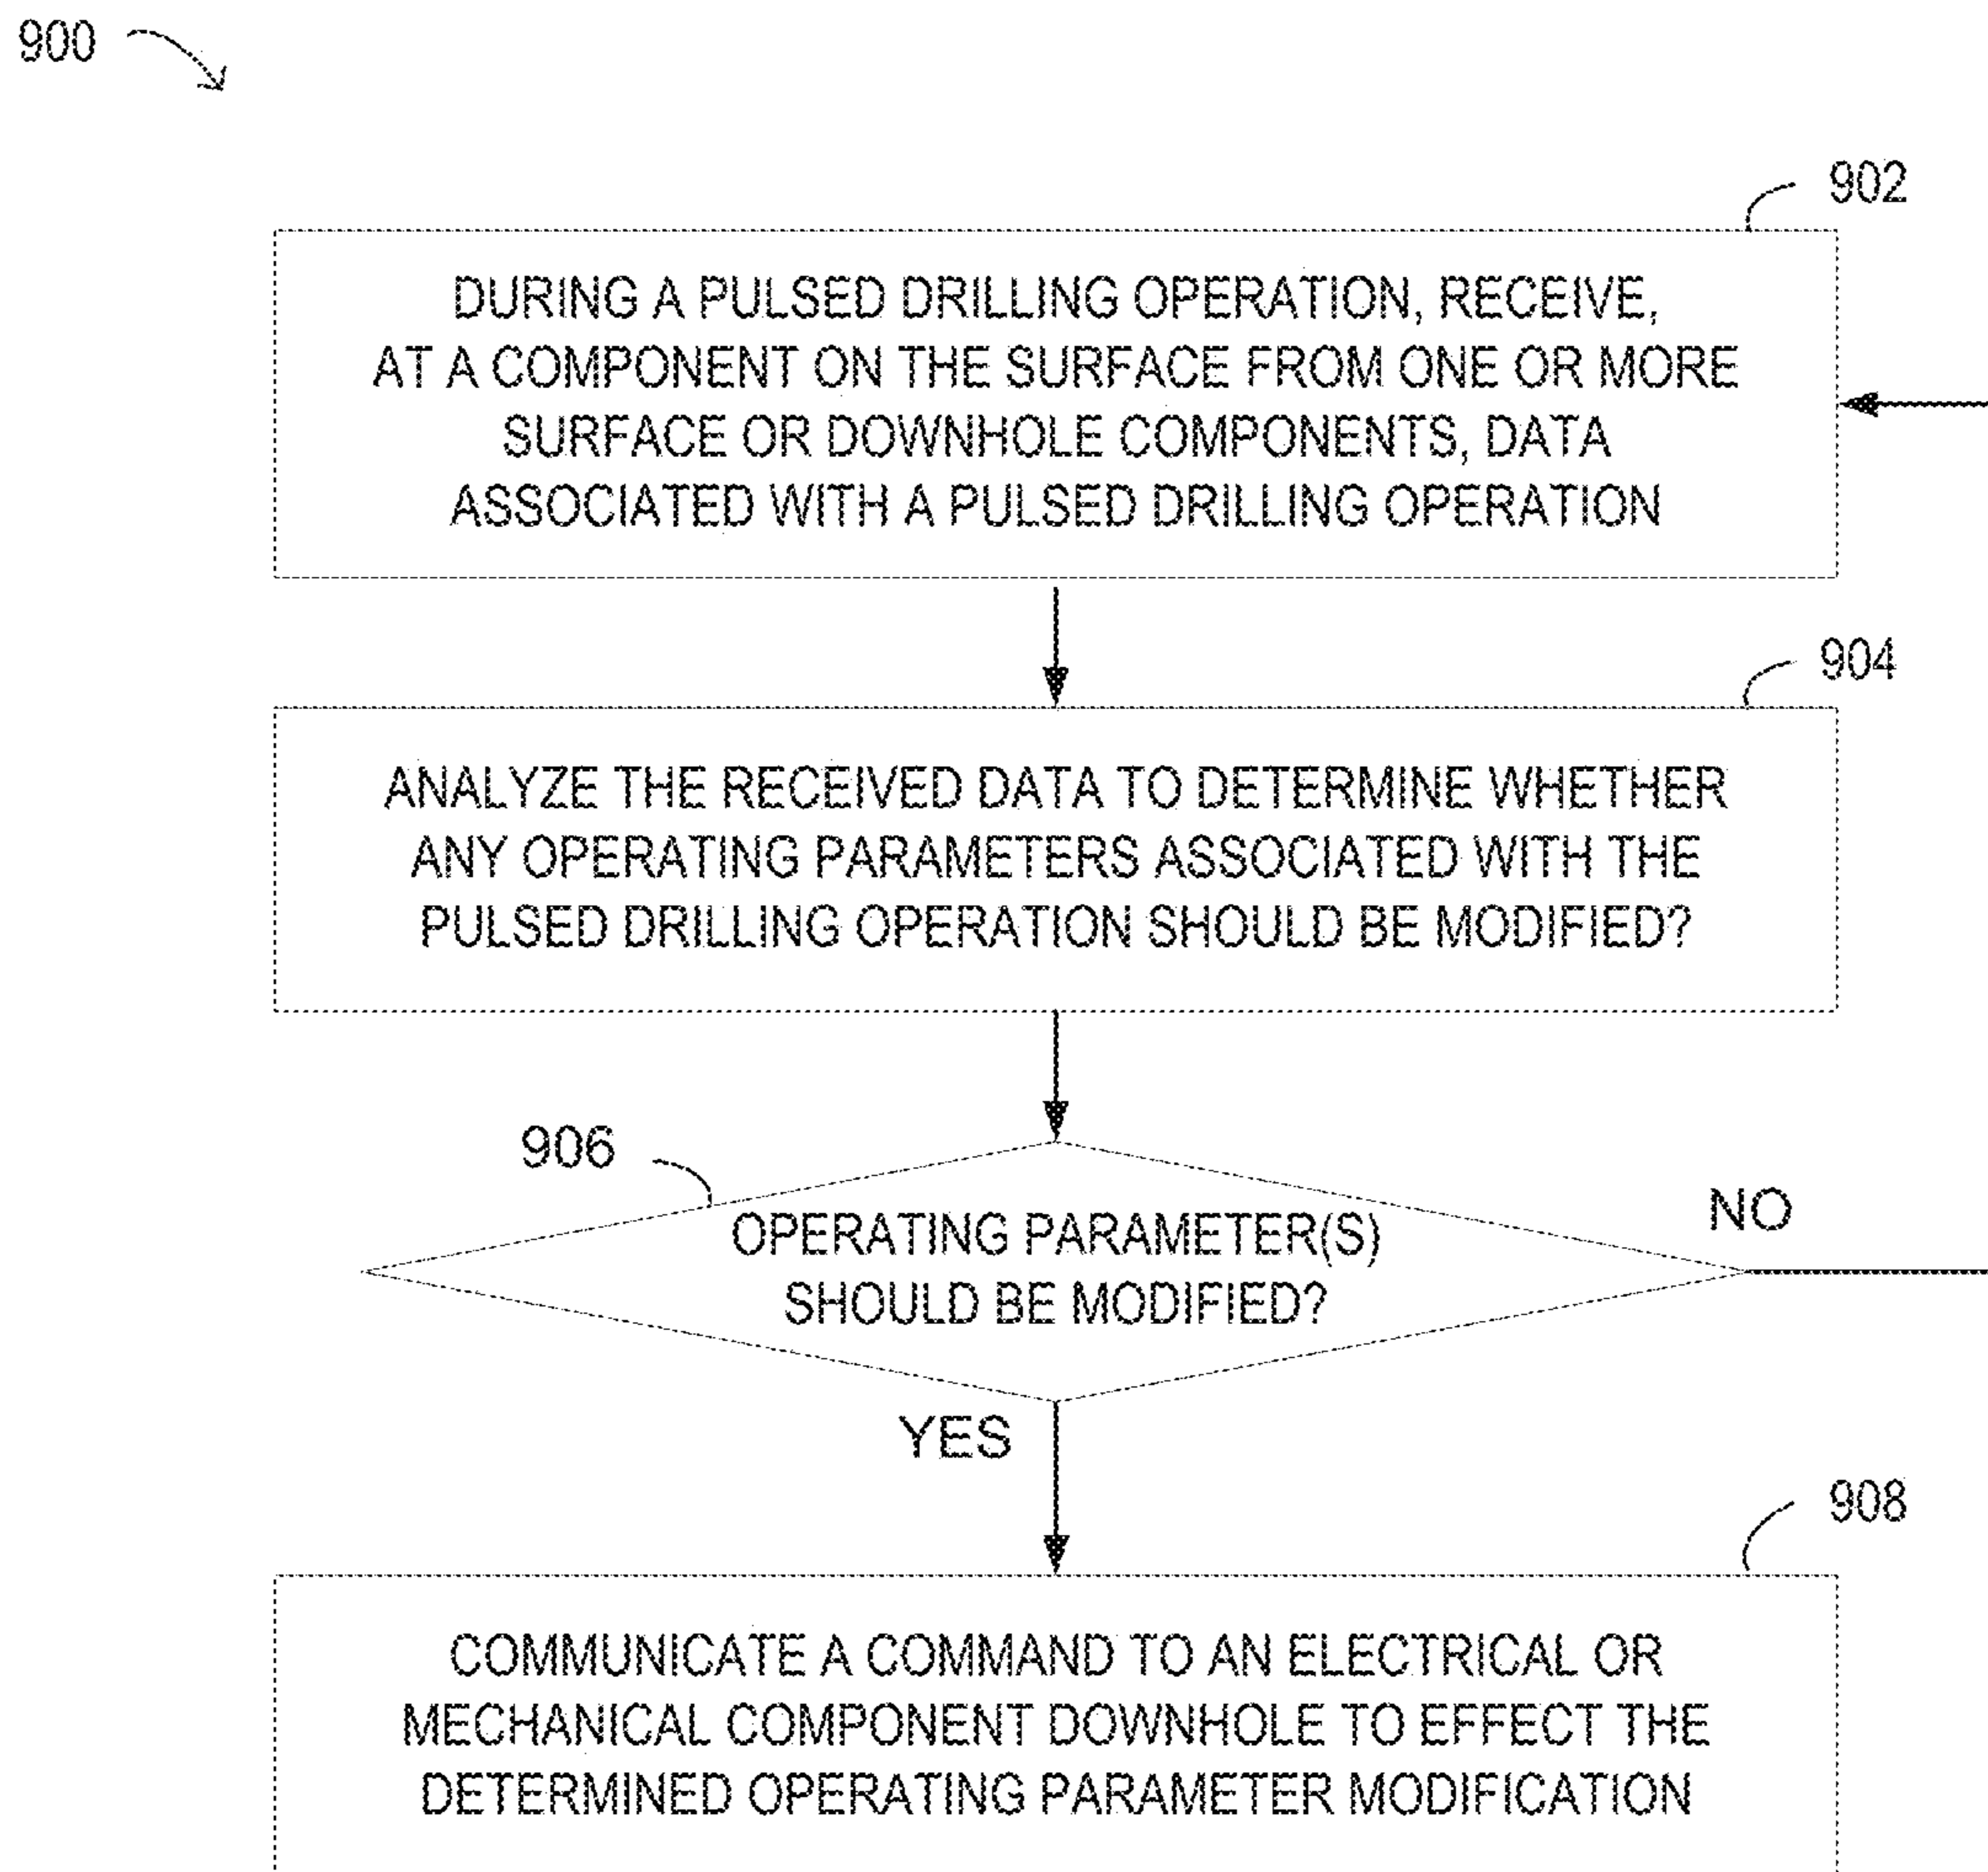 900
902
DURING A PULSED DRILLING OPERATION, RECEIVE,
AT A COMPONENT ON THE SURFACE FROM ONE OR MORE
SURFACE OR DOWNHOLE COMPONENTS, DATA
ASSOCIATED WITH A PULSED DRILLING OPERATION
904
ANALYZE THE RECEIVED DATA TO DETERMINE WHETHER
ANY OPERATING PARAMETERS ASSOCIATED WITH THE
PULSED DRILLING OPERATION SHOULD BE MODIFIED?
906
OPERATING PARAMETER(S)
SHOULD BE MODIFIED?
NO
YES
908
COMMUNICATE A COMMAND TO AN ELECTRICAL OR
MECHANICAL COMPONENT DOWNHOLE TO EFFECT THE
DETERMINED OPERATING PARAMETER MODIFICATION